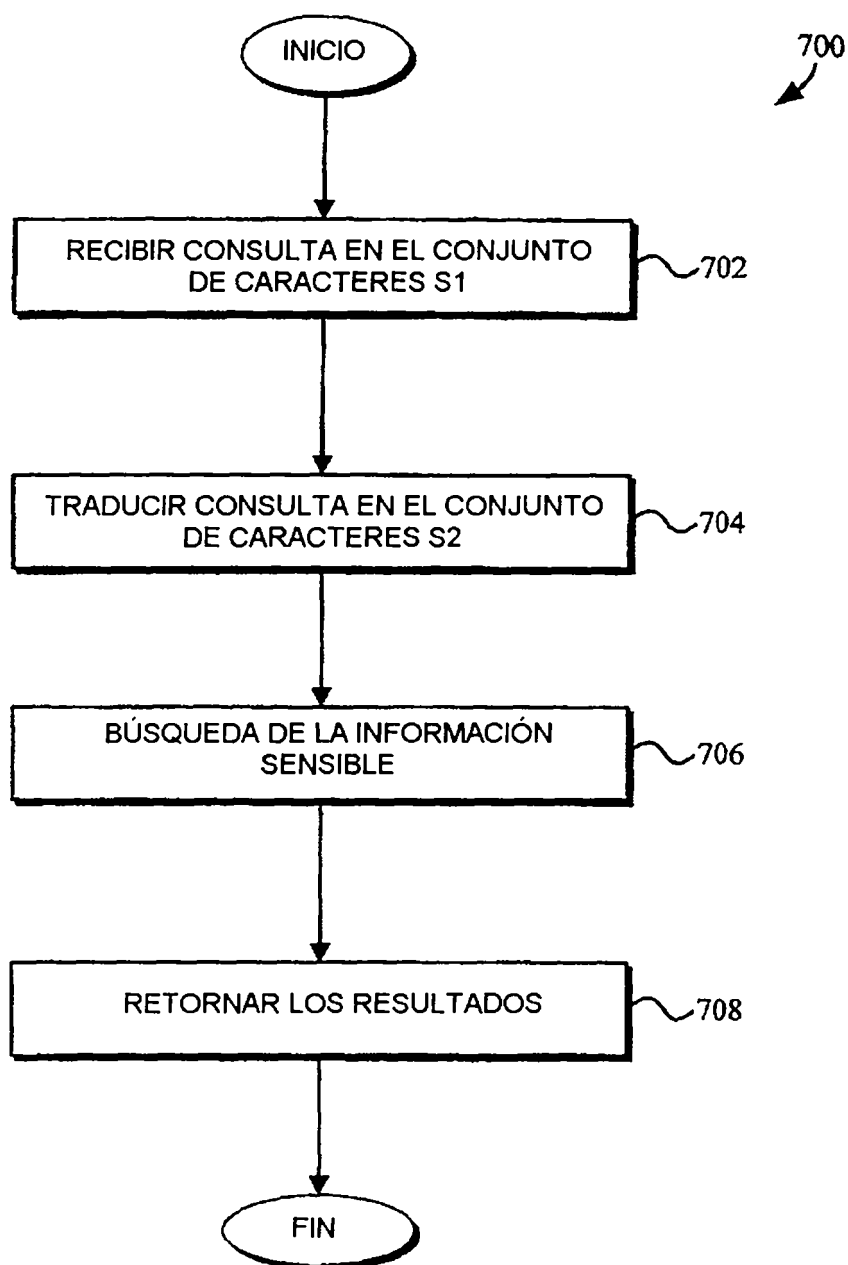 INICIO
700
RECIBIR CONSULTA EN EL CONJUNTO
DE CARACTERES S1
702
TRADUCIR CONSULTA EN EL CONJUNTO
DE CARACTERES S2
704
BÚSQUEDA DE LA INFORMACIÓN
SENSIBLE
706
RETORNAR LOS RESULTADOS
708
FIN